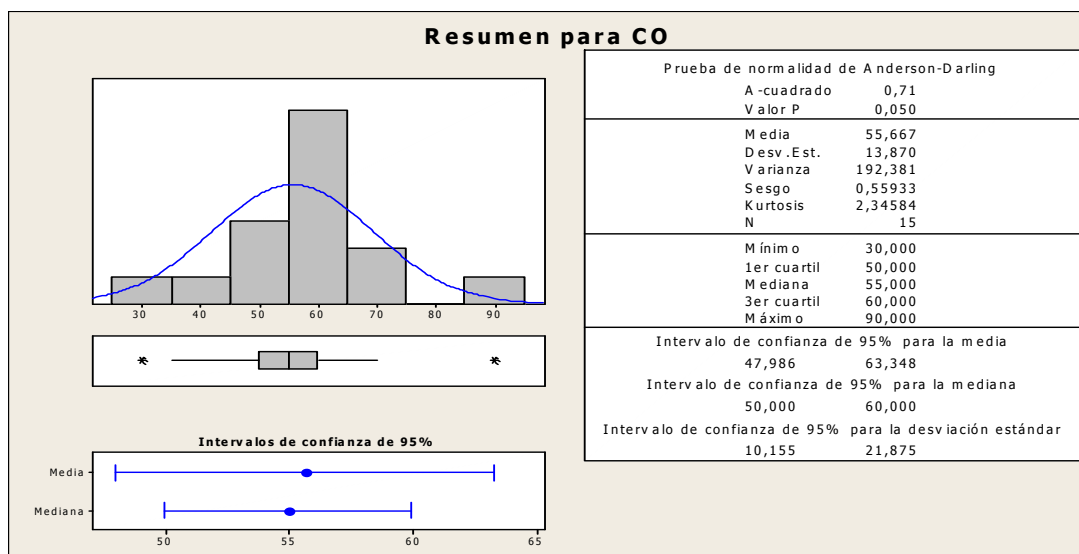 Resumen para CO
30 40 50 60 70 80 90
Intervalos de confianza de 95%
Media
Mediana
50 55 60 65
Prueba de normalidad de Anderson-Darling
A-cuadrado 0,71
Valor P 0,050
Media 55,667
Desv.Est. 13,870
Varianza 192,381
Sesgo 0,55933
Kurtosis 2,34584
N 15
Mínimo 30,000
1er cuartil 50,000
Mediana 55,000
3er cuartil 60,000
Máximo 90,000
Intervalo de confianza de 95% para la media
47,986 63,348
Intervalo de confianza de 95% para la mediana
50,000 60,000
Intervalo de confianza de 95% para la desviación estándar
10,155 21,875